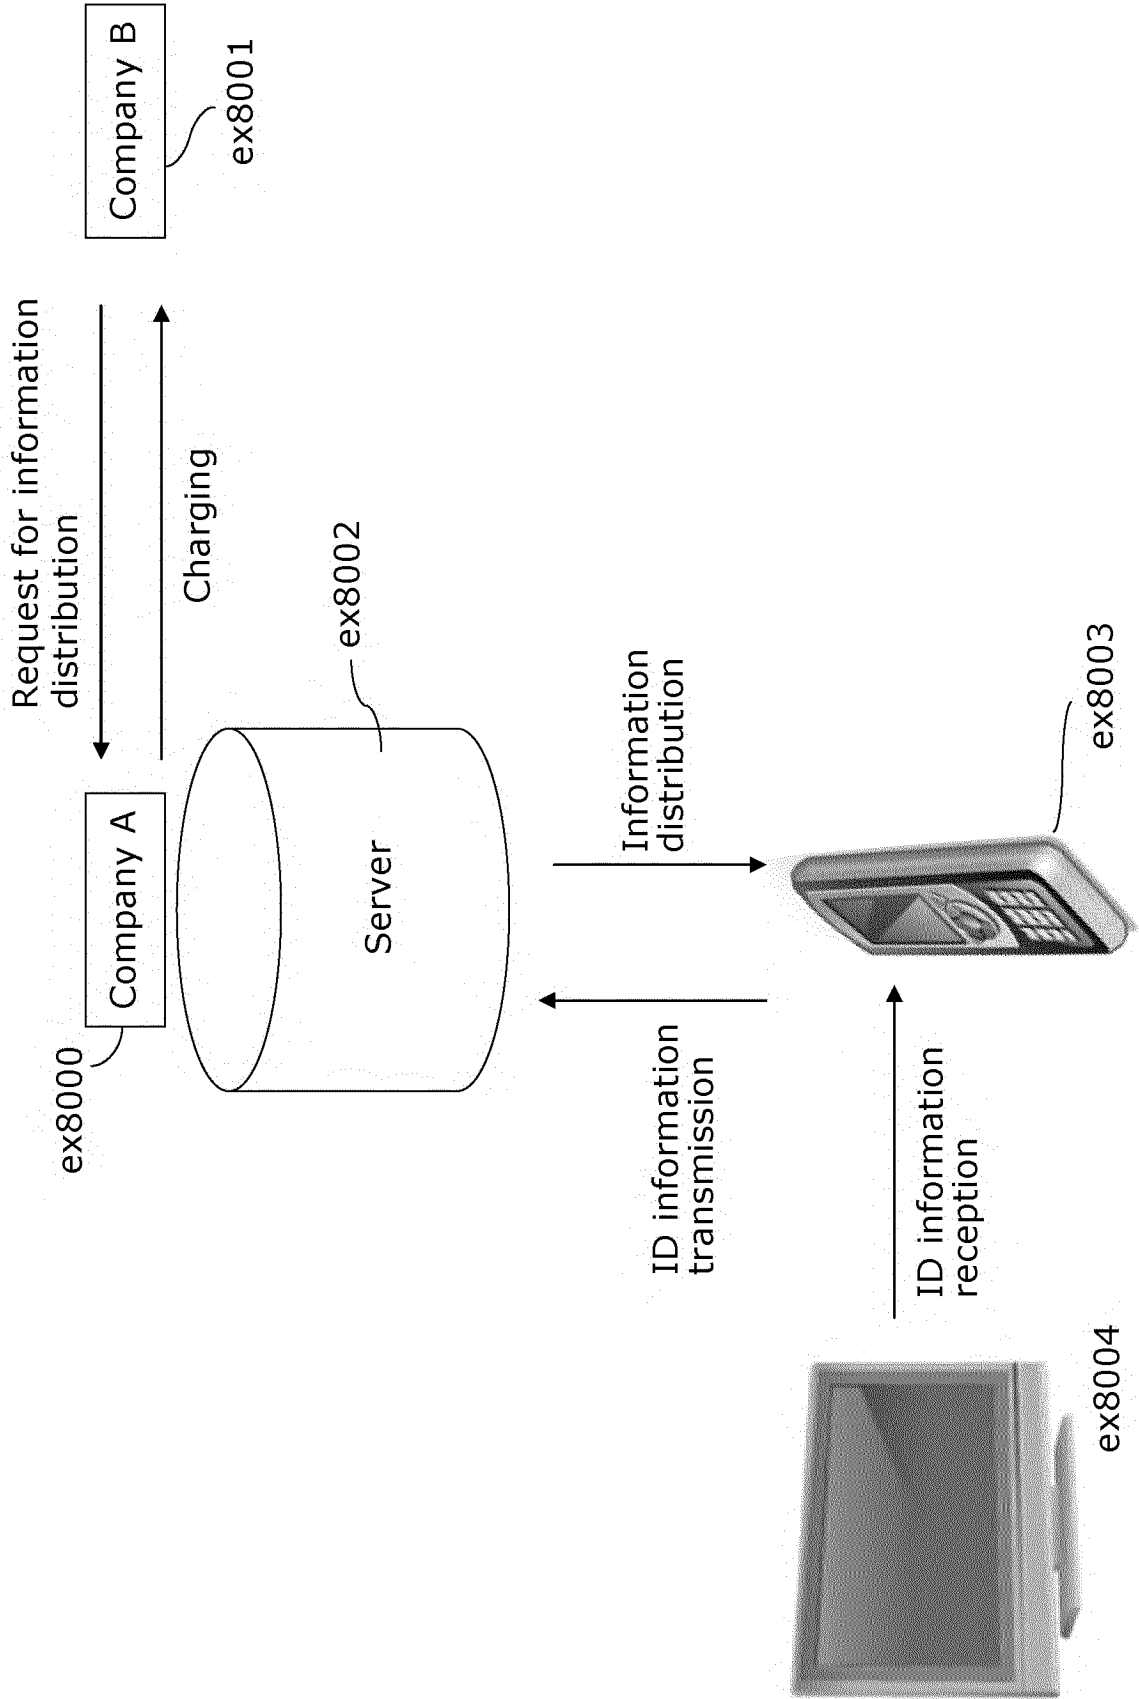 Request for information
distribution
Company B
Company A
ex8000
Charging
ex8001
Server
ex8002
ID information
transmission
Information
distribution
ID information
reception
ex8003
ex8004